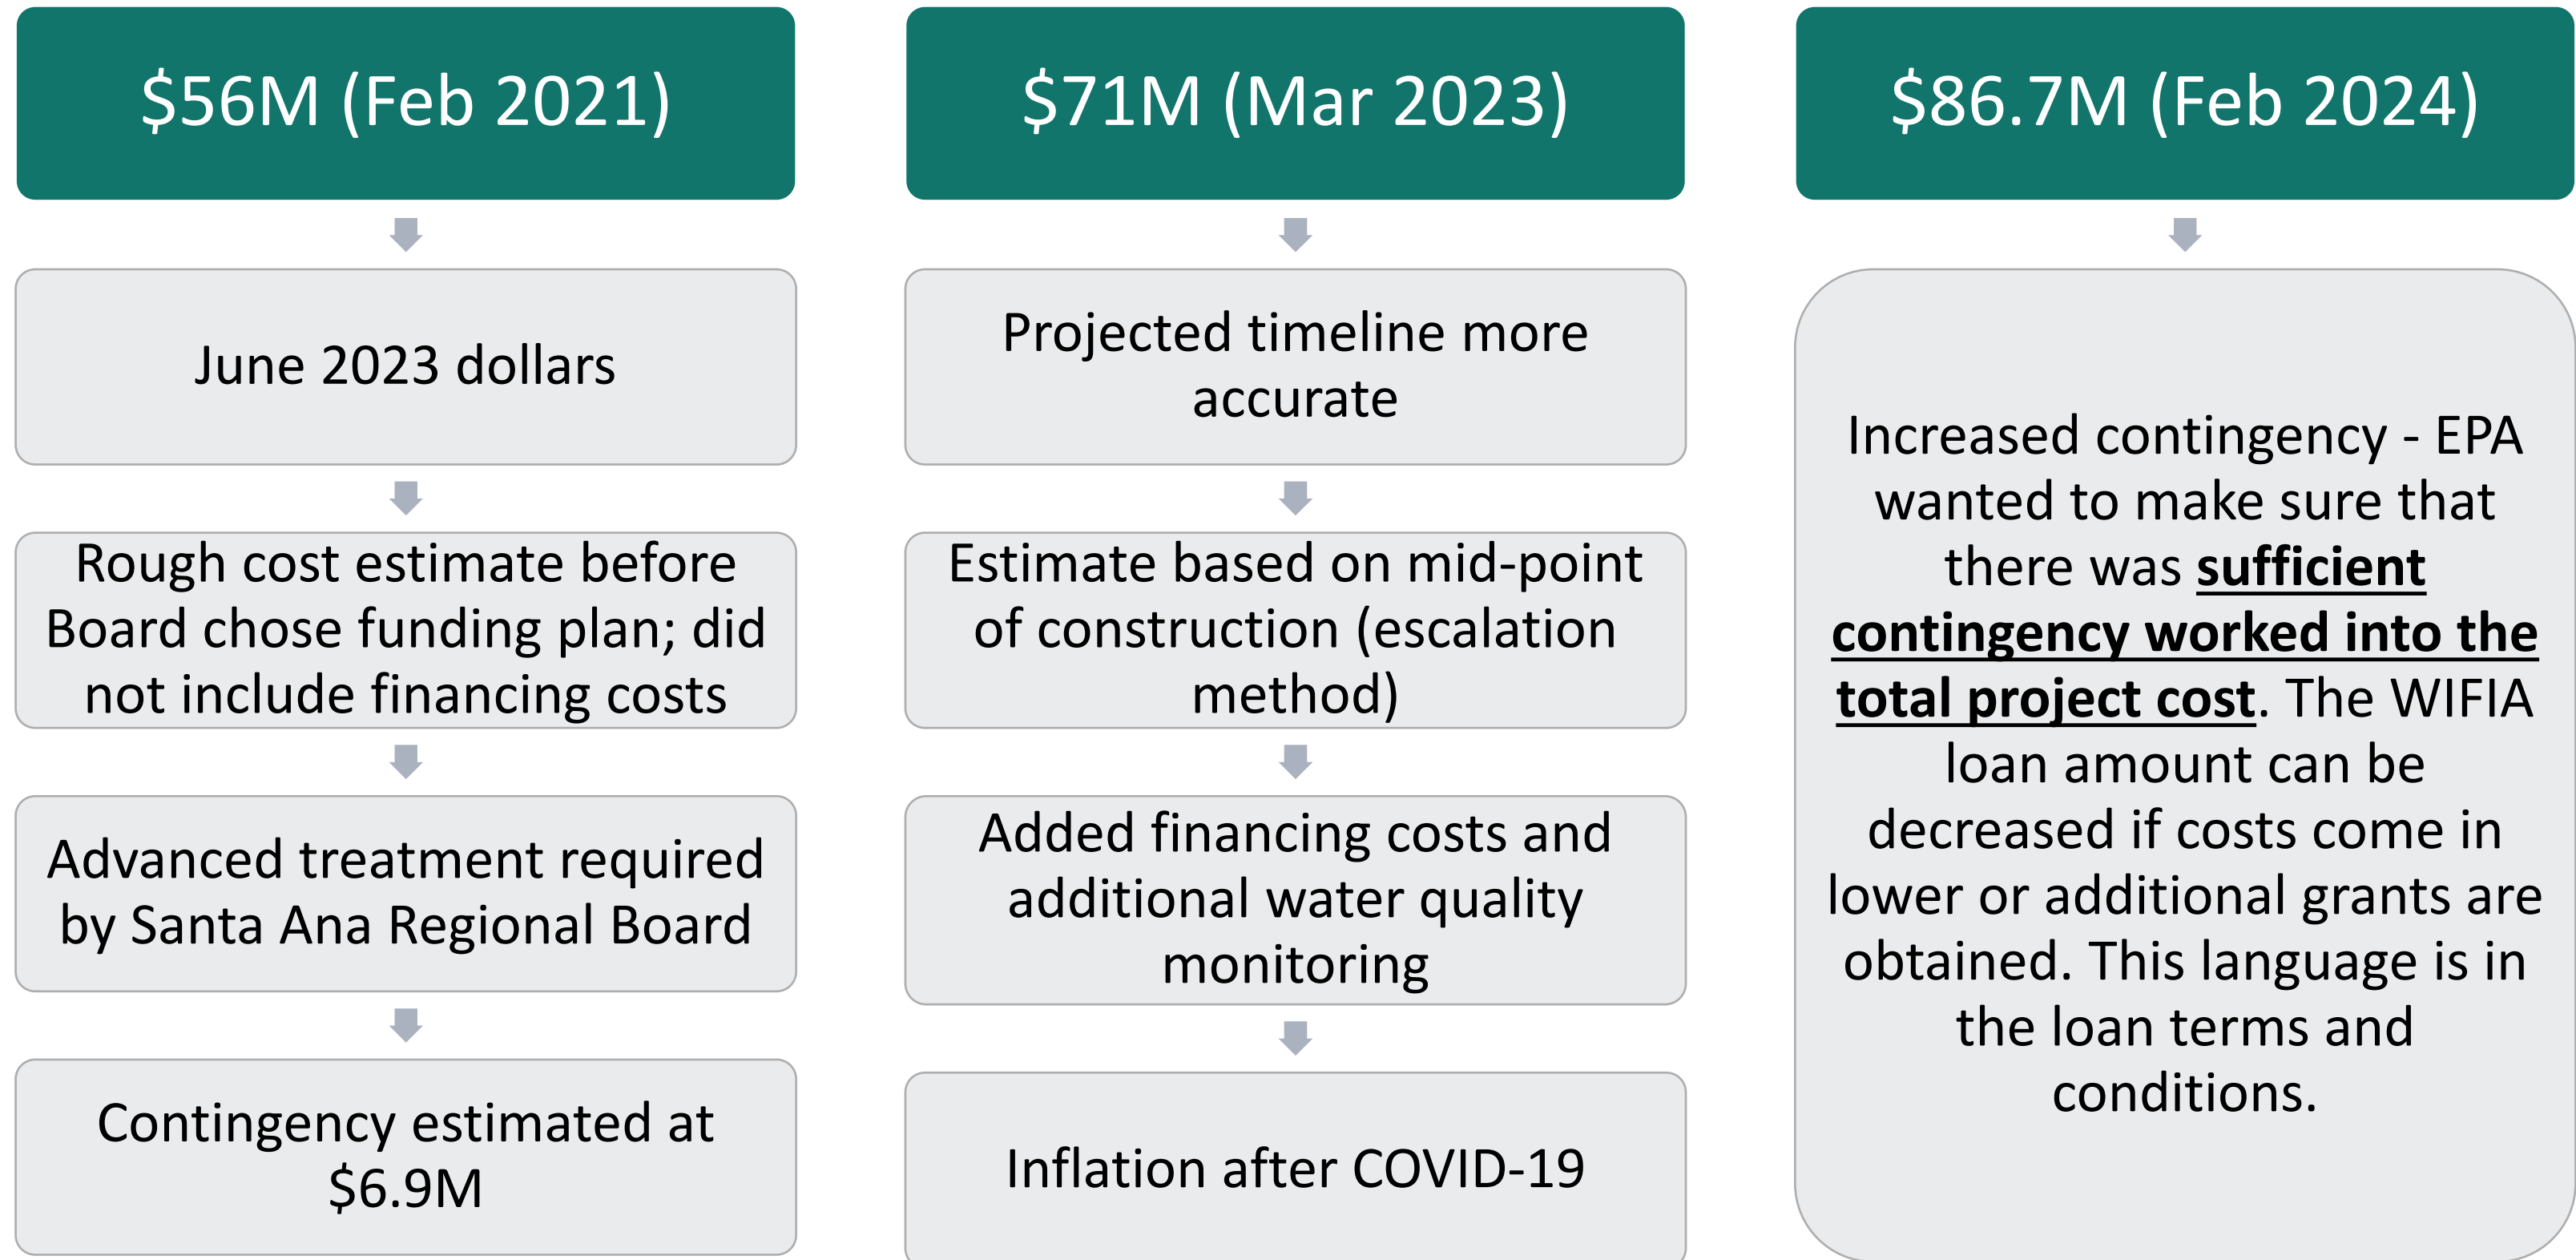 $56M (Feb 2021)
June 2023 dollars
Rough cost estimate before
Board chose funding plan; did
not include financing costs
Advanced treatment required
by Santa Ana Regional Board
Contingency estimated at
$6.9M
$71M (Mar 2023)
Projected timeline more
accurate
Estimate based on mid-point
of construction (escalation
method)
Added financing costs and
additional water quality
monitoring
Inflation after COVID-19
$86.7M (Feb 2024)
Increased contingency - EPA
wanted to make sure that
there was sufficient
contingency worked into the
total project cost. The WIFIA
loan amount can be
decreased if costs come in
lower or additional grants are
obtained. This language is in
the loan terms and
conditions.